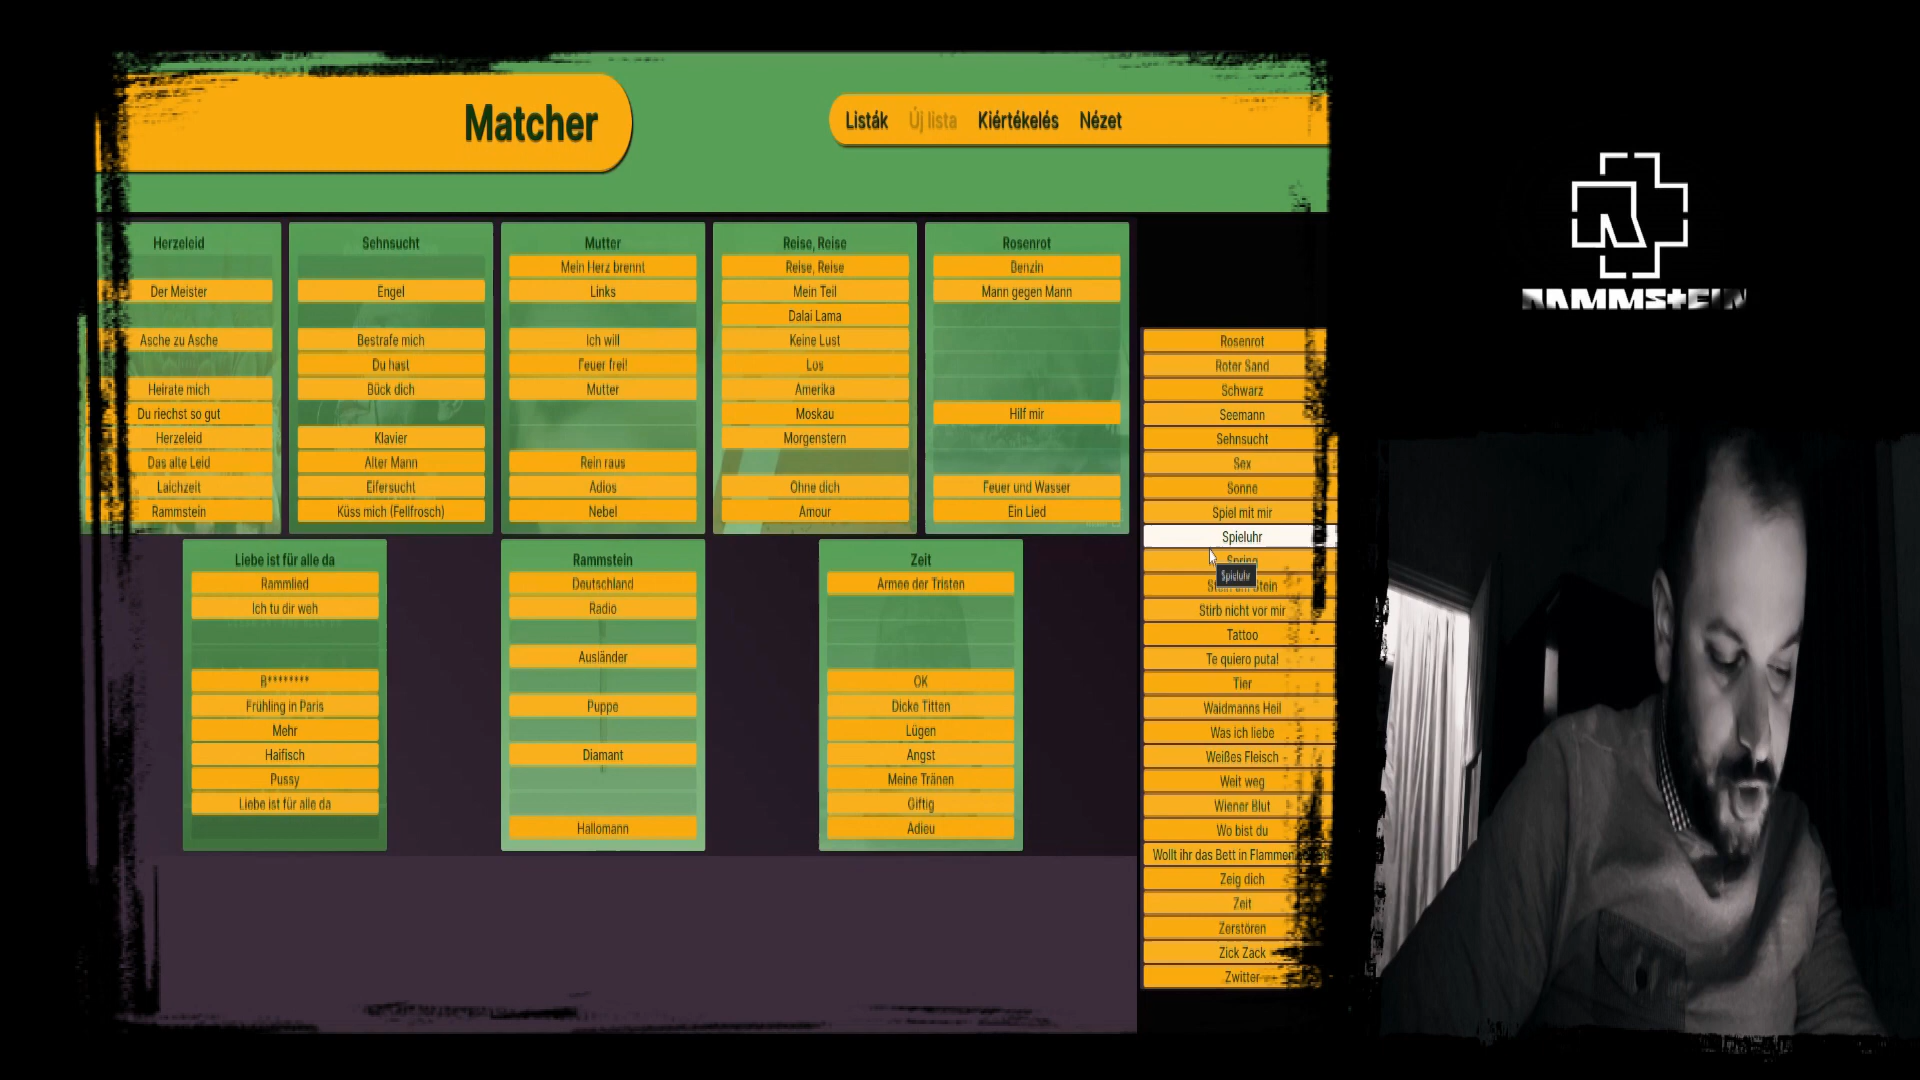 Matcher
Listák Új lista Kiértékelés Nézet
RAMMSTEIN
Herzeleid
Der Meister
Asche zu Asche
Heirate mich
Du riechst so gut
Herzeleid
Das alte Leid
Laichzeit
Rammstein
Sehnsucht
Engel
Bestrafe mich
Du hast
Bück dich
Klavier
Alter Mann
Eifersucht
Küss mich (Fellfrosch)
Mutter
Mein Herz brennt
Links
Ich will
Feuer frei!
Mutter
Rein raus
Adios
Nebel
Reise, Reise
Reise, Reise
Mein Teil
Dalai Lama
Keine Lust
Los
Amerika
Moskau
Morgenstern
Ohne dich
Amour
Rosenrot
Benzin
Mann gegen Mann
Hilf mir
Feuer und Wasser
Ein Lied
Liebe ist für alle da
Rammlied
Ich tu dir weh
B********
Frühling in Paris
Mehr
Haifisch
Pussy
Liebe ist für alle da
Rammstein
Deutschland
Radio
Ausländer
Puppe
Diamant
Hallomann
Zeit
Armee der Tristen
OK
Dicke Titten
Lügen
Angst
Meine Tränen
Giftig
Adieu
Rosenrot
Roter Sand
Schwarz
Seemann
Sehnsucht
Sex
Sonne
Spiel mit mir
Spieluhr
Spring
Spieluhr
Stein um Stein
Stirb nicht vor mir
Tattoo
Te quiero puta!
Tier
Waidmanns Heil
Was ich liebe
Weißes Fleisch
Weit weg
Wiener Blut
Wo bist du
Wollt ihr das Bett in Flammen
Zeig dich
Zeit
Zerstören
Zick Zack
Zwitter